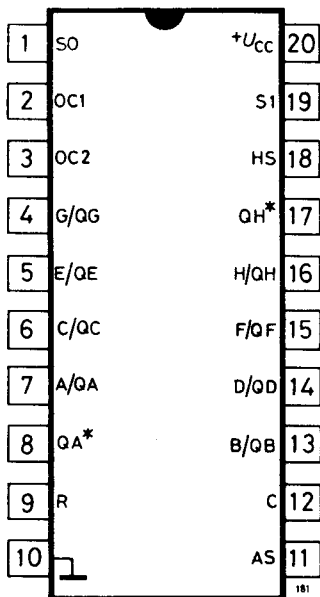 1 SO +UCC 20
2 OC1 S1 19
3 OC2 HS 18
4 G/QG QH* 17
5 E/QE H/QH 16
6 C/QC F/QF 15
7 A/QA D/QD 14
8 QA* B/QB 13
9 R C 12
10 AS 11
181